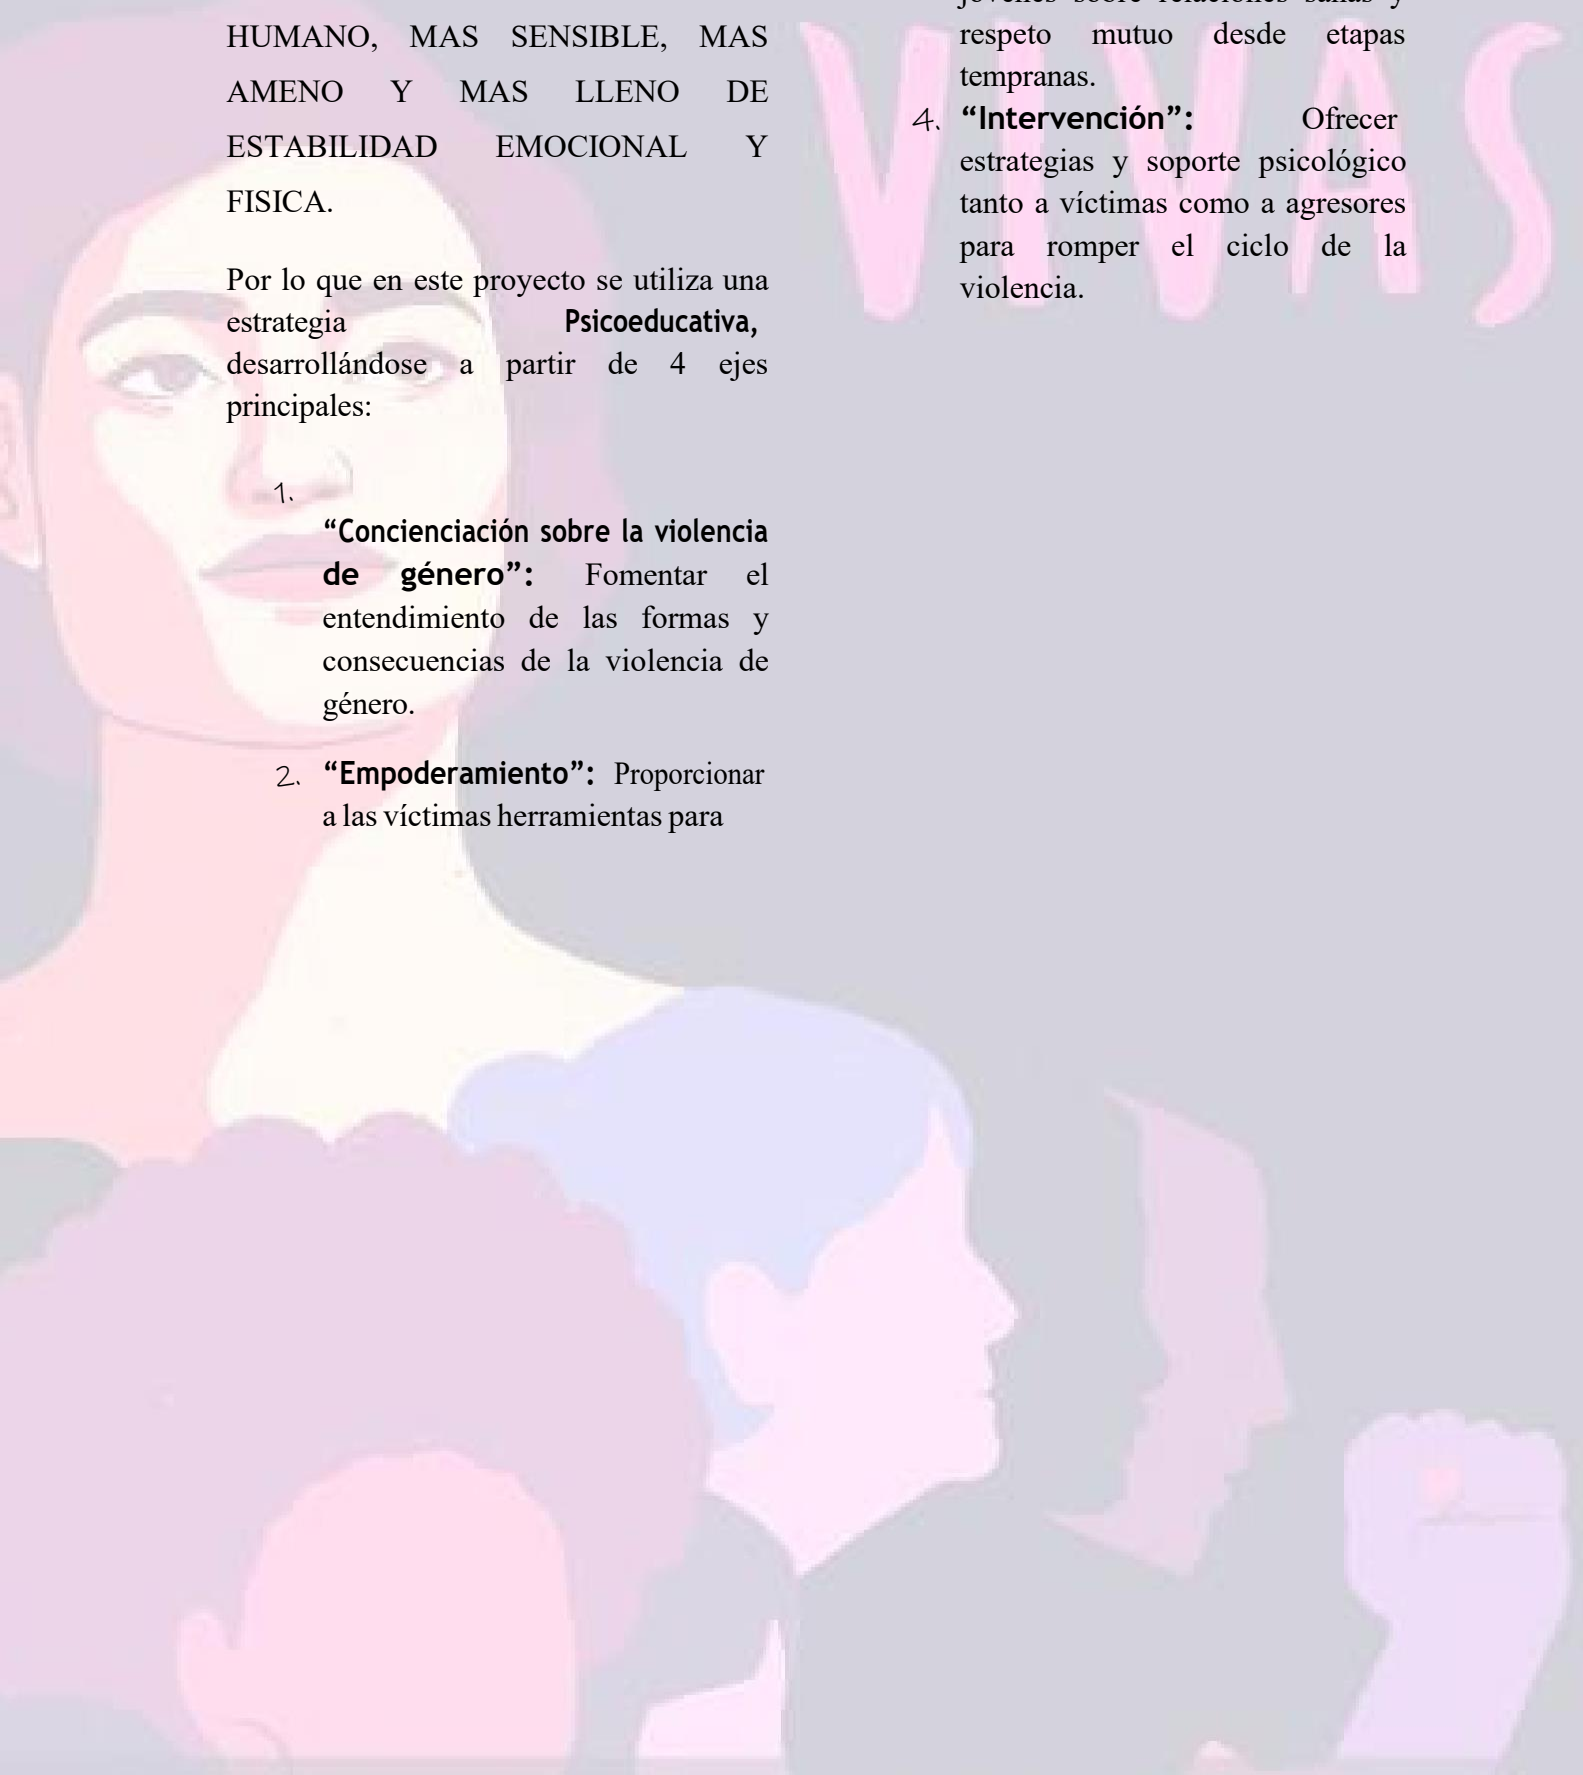 HUMANO, MAS SENSIBLE, MAS
AMENO Y MAS LLENO DE
ESTABILIDAD EMOCIONAL Y
FISICA.
Por lo que en este proyecto se utiliza una
estrategia Psicoeducativa,
desarrollándose a partir de 4 ejes
principales:
1.
“Concienciación sobre la violencia
de género”: Fomentar el
entendimiento de las formas y
consecuencias de la violencia de
género.
2. “Empoderamiento”: Proporcionar
a las víctimas herramientas para
jóvenes sobre relaciones sanas y
respeto mutuo desde etapas
tempranas.
4. “Intervención”: Ofrecer
estrategias y soporte psicológico
tanto a víctimas como a agresores
para romper el ciclo de la
violencia.
VIVAS